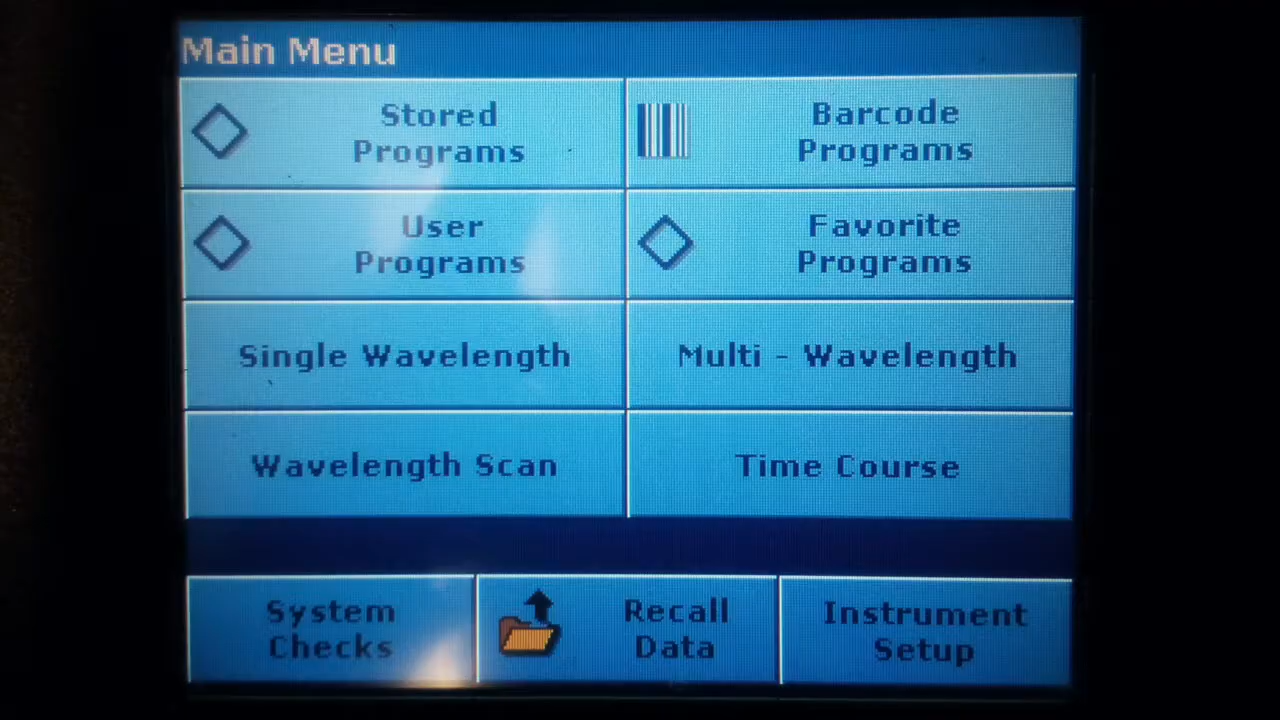 Main Menu
Stored
Programs
Barcode
Programs
User
Programs
Favorite
Programs
Single Wavelength
Multi - Wavelength
Wavelength Scan
Time Course
System
Checks
Recall
Data
Instrument
Setup